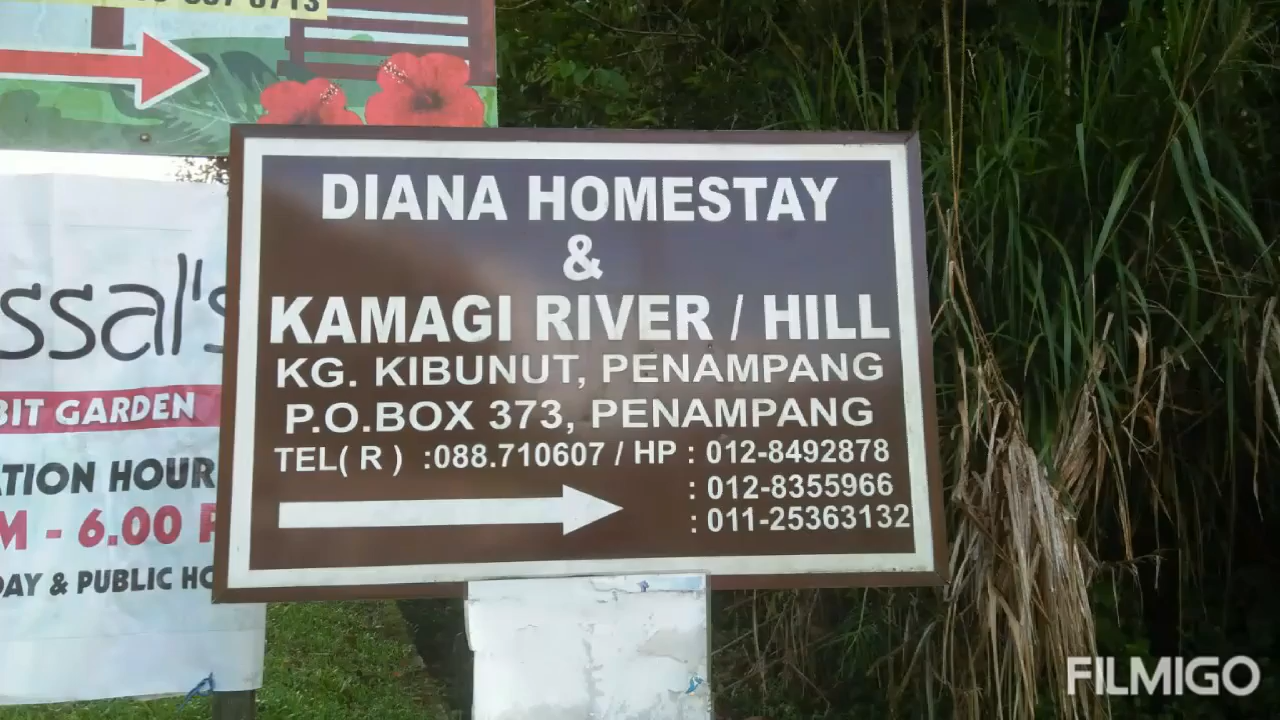 DIANA HOMESTAY
&
KAMAGI RIVER / HILL
KG. KIBUNUT, PENAMPANG
P.O.BOX 373, PENAMPANG
TEL( R ) :088.710607 / HP : 012-8492878
: 012-8355966
: 011-25363132
ssal's
BIT GARDEN
ATION HOUR
M - 6.00 P
DAY & PUBLIC HO
FILMIGO